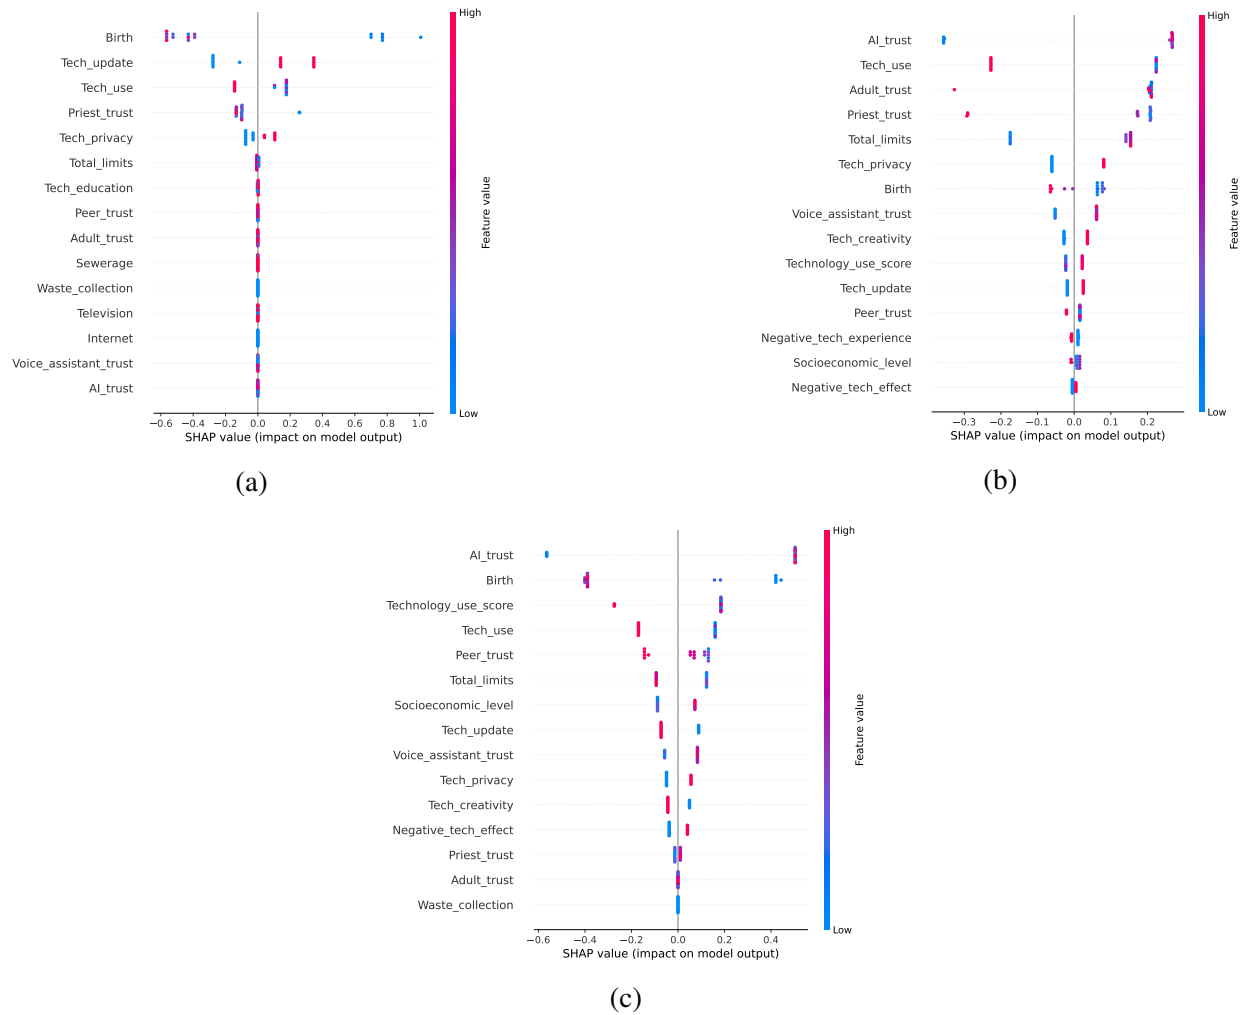 High
Birth
Tech_update
Tech_use
Priest_trust
Tech_privacy
Total_limits
Tech_education
Peer_trust
Adult_trust
Sewerage
Waste_collection
Television
Internet
Voice_assistant_trust
AI_trust
Feature value
Low
−0.6 −0.4 −0.2 0.0 0.2 0.4 0.6 0.8 1.0
SHAP value (impact on model output)
(a)
High
AI_trust
Tech_use
Adult_trust
Priest_trust
Total_limits
Tech_privacy
Birth
Voice_assistant_trust
Tech_creativity
Technology_use_score
Tech_update
Peer_trust
Negative_tech_experience
Socioeconomic_level
Negative_tech_effect
Feature value
Low
−0.3 −0.2 −0.1 0.0 0.1 0.2
SHAP value (impact on model output)
(b)
High
AI_trust
Birth
Technology_use_score
Tech_use
Peer_trust
Total_limits
Socioeconomic_level
Tech_update
Voice_assistant_trust
Tech_privacy
Tech_creativity
Negative_tech_effect
Priest_trust
Adult_trust
Waste_collection
Feature value
Low
−0.6 −0.4 −0.2 0.0 0.2 0.4
SHAP value (impact on model output)
(c)